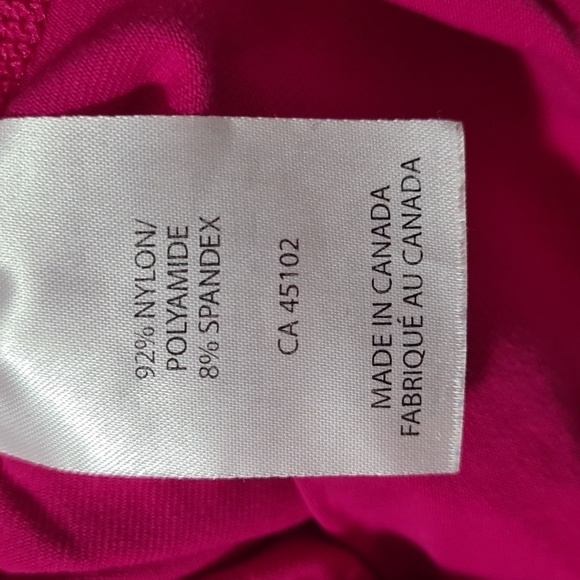 92% NYLON/
POLYAMIDE
8% SPANDEX
CA 45102
MADE IN CANADA
FABRIQUÉ AU CANADA